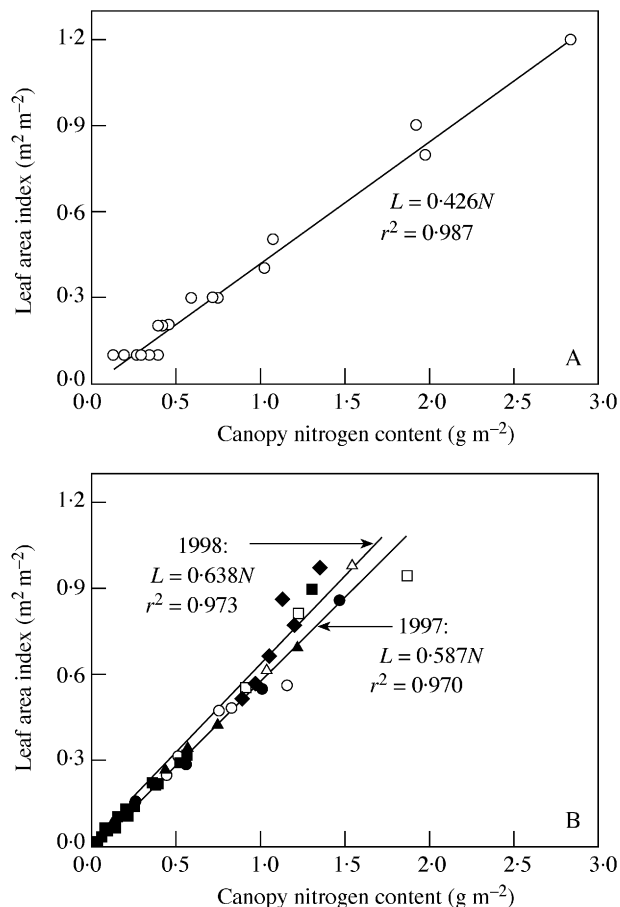 1·2
0·9
0·6
0·3
0·0
Leaf area index (m² m⁻²)
L = 0·426N
r² = 0·987
A
0·0 0·5 1·0 1·5 2·0 2·5 3·0
Canopy nitrogen content (g m⁻²)
1·2
0·9
0·6
0·3
0·0
Leaf area index (m² m⁻²)
1998:
L = 0·638N
r² = 0·973
1997:
L = 0·587N
r² = 0·970
B
0·0 0·5 1·0 1·5 2·0 2·5 3·0
Canopy nitrogen content (g m⁻²)